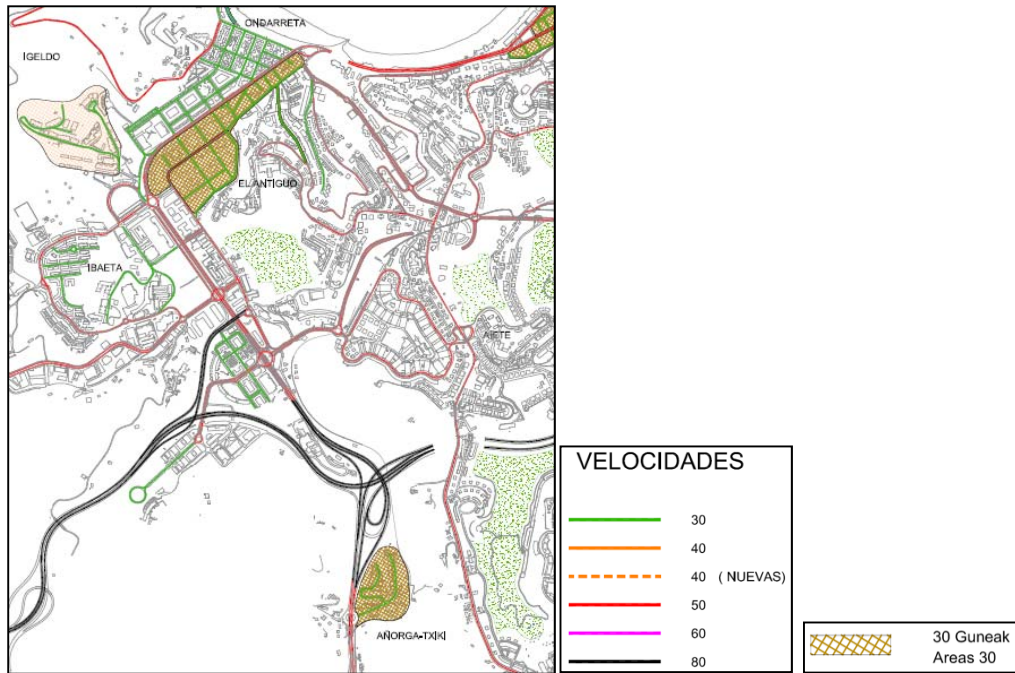 ONDARRETA
IGELDO
EL ANTIGUO
IBAETA
AIETE
AÑORGA-TXIKI
VELOCIDADES
30
40
40 ( NUEVAS)
50
60
80
30 Guneak
Areas 30